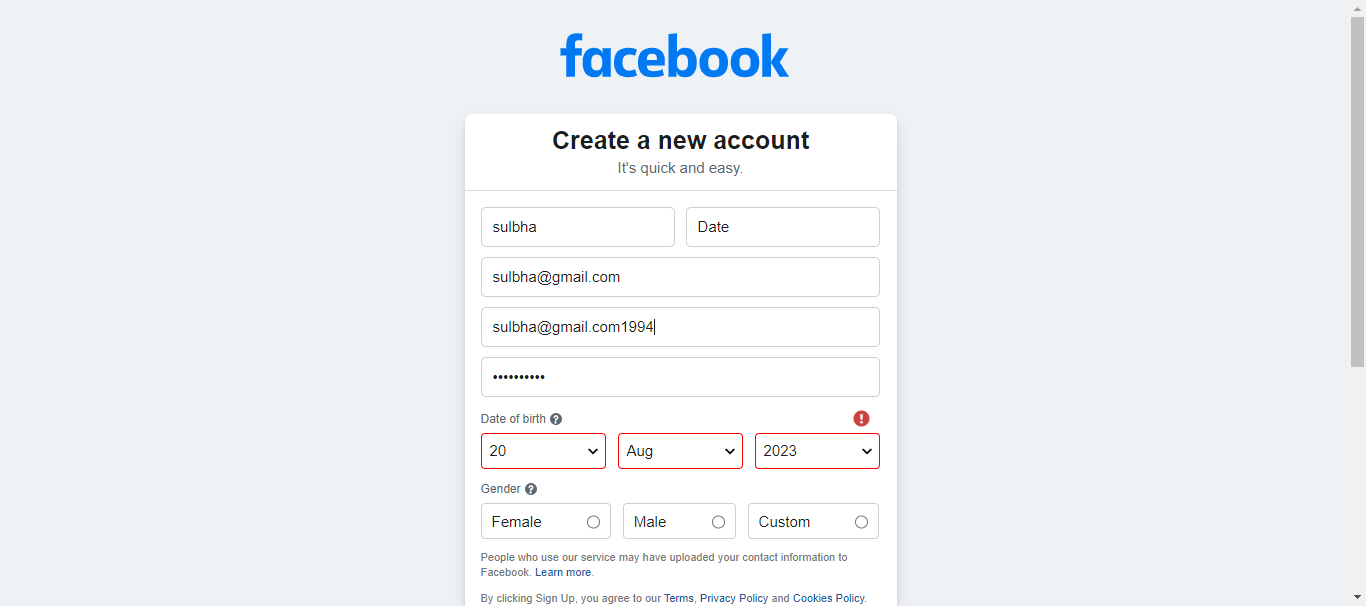 facebook
Create a new account
It's quick and easy.
sulbha Date
sulbha@gmail.com
sulbha@gmail.com1994
••••••••••
Date of birth ?
20 Aug 2023
Gender ?
Female Male Custom
People who use our service may have uploaded your contact information to
Facebook. Learn more.
By clicking Sign Up, you agree to our Terms, Privacy Policy and Cookies Policy.